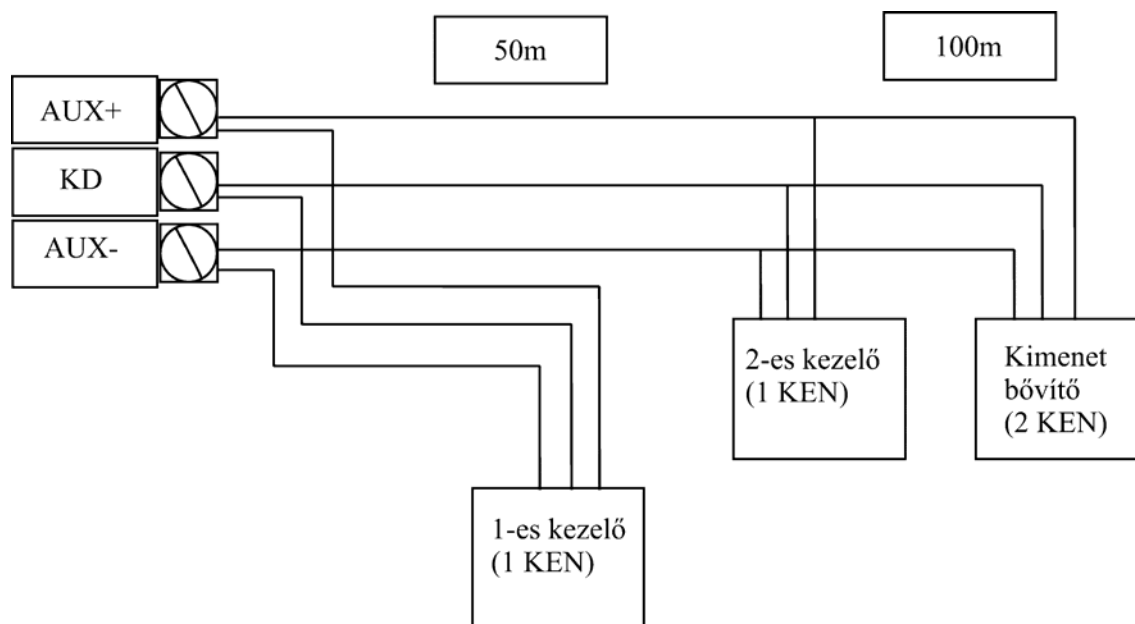 50m
100m
AUX+
KD
AUX-
2-es kezelő
(1 KEN)
Kimenet
bővítő
(2 KEN)
1-es kezelő
(1 KEN)